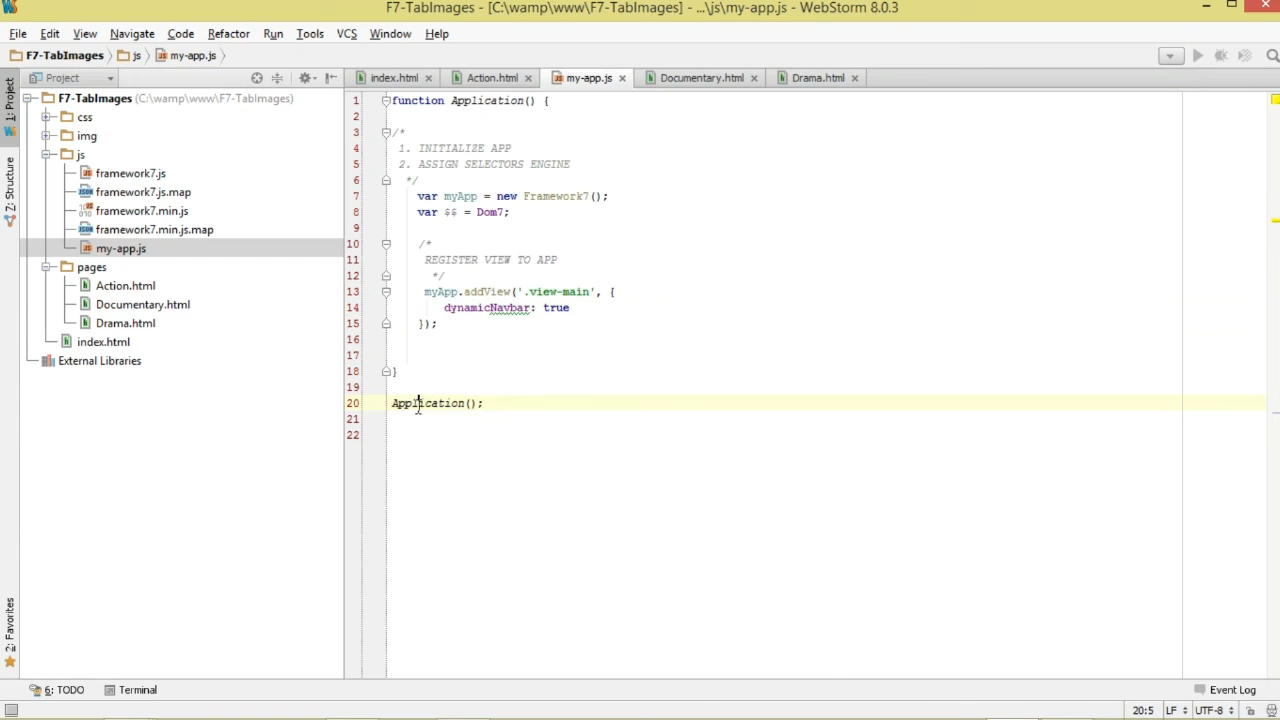 F7-TabImages - [C:\wamp\www\F7-TabImages] - ...\js\my-app.js - WebStorm 8.0.3
File Edit View Navigate Code Refactor Run Tools VCS Window Help
F7-TabImages js my-app.js
Project index.html Action.html my-app.js Documentary.html Drama.html
1: Project
Z: Structure
2: Favorites
F7-TabImages (C:\wamp\www\F7-TabImages)
css
img
js
framework7.js
framework7.js.map
framework7.min.js
framework7.min.js.map
my-app.js
pages
Action.html
Documentary.html
Drama.html
index.html
External Libraries
1 function Application() {
2
3 /*
4 1. INITIALIZE APP
5 2. ASSIGN SELECTORS ENGINE
6 */
7 var myApp = new Framework7();
8 var $$ = Dom7;
9
10 /*
11 REGISTER VIEW TO APP
12 */
13 myApp.addView('.view-main', {
14 dynamicNavbar: true
15 });
16
17
18 }
19
20 Application();
21
22
6: TODO Terminal Event Log
20:5 LF UTF-8